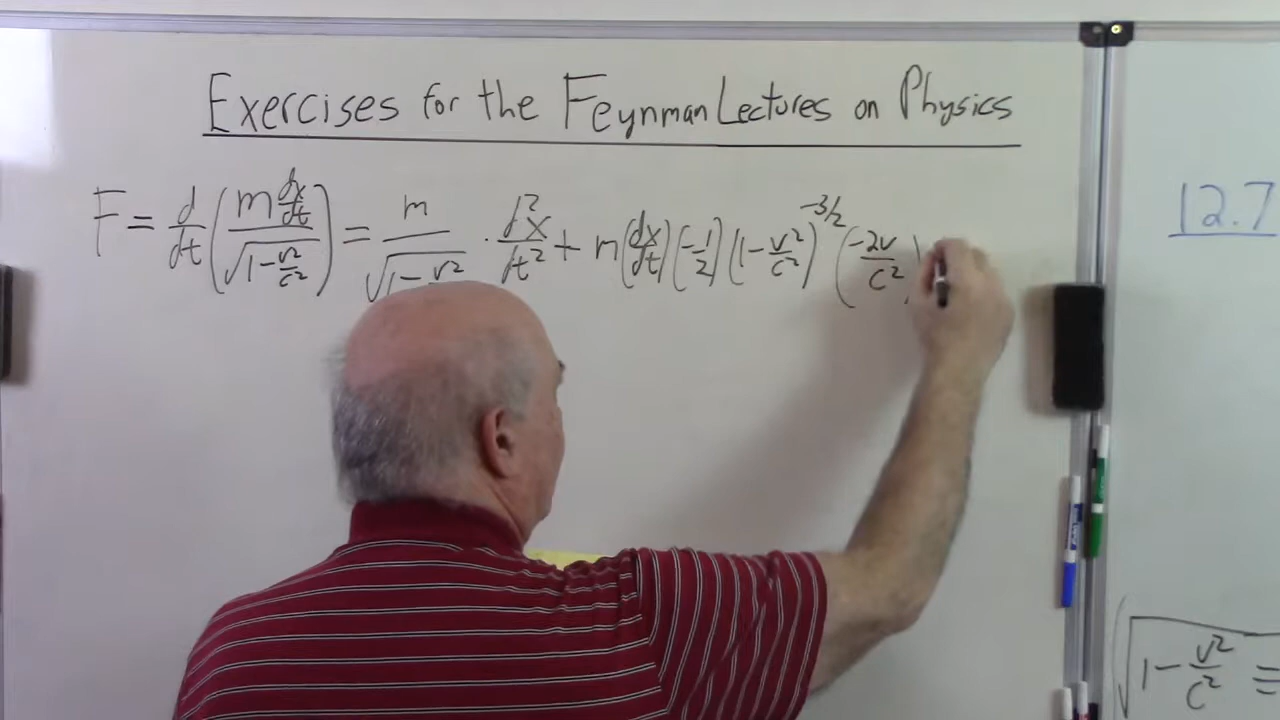 Exercises for the Feynman Lectures on Physics
F = d/dt (m dx/dt / √(1 - v²/c²)) = m / √(1 - v² · d²x/dt² + m(dx/dt)(-1/2)(1 - v²/c²)^(-3/2) (-2v/c²)
12.7
√(1 - v²/c²) =